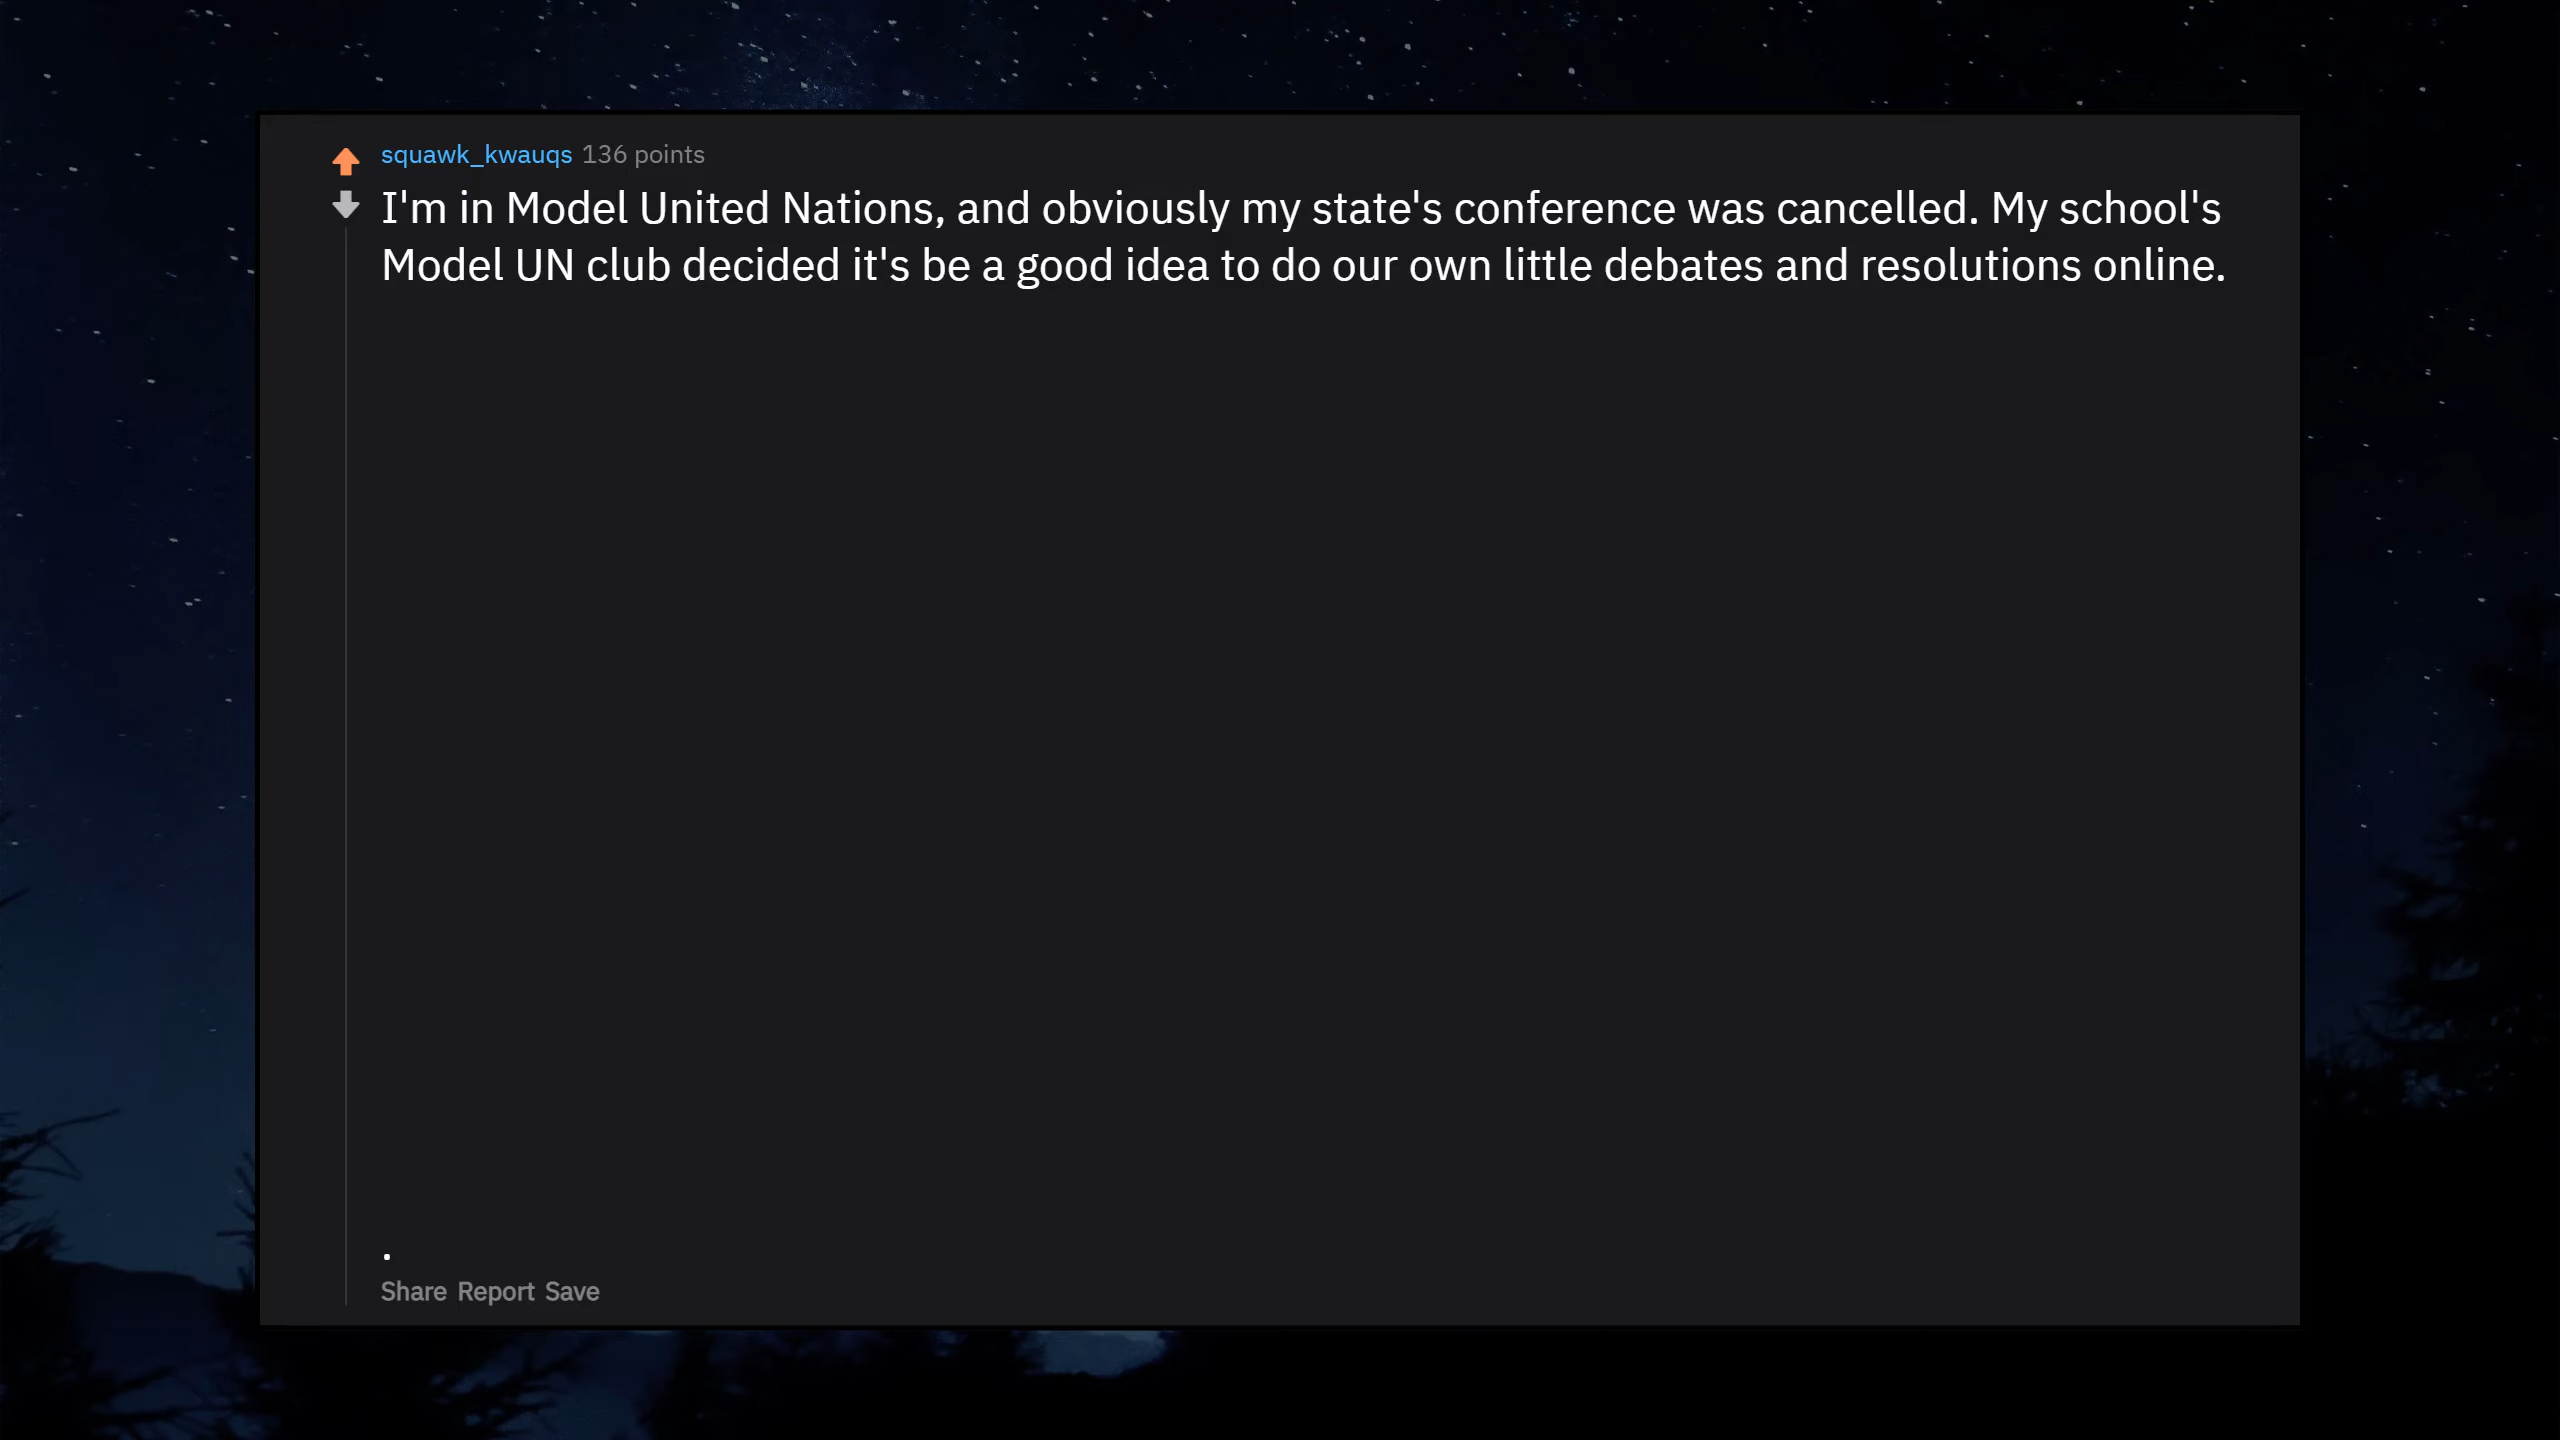 squawk_kwauqs 136 points
I'm in Model United Nations, and obviously my state's conference was cancelled. My school's
Model UN club decided it's be a good idea to do our own little debates and resolutions online.
.
Share Report Save